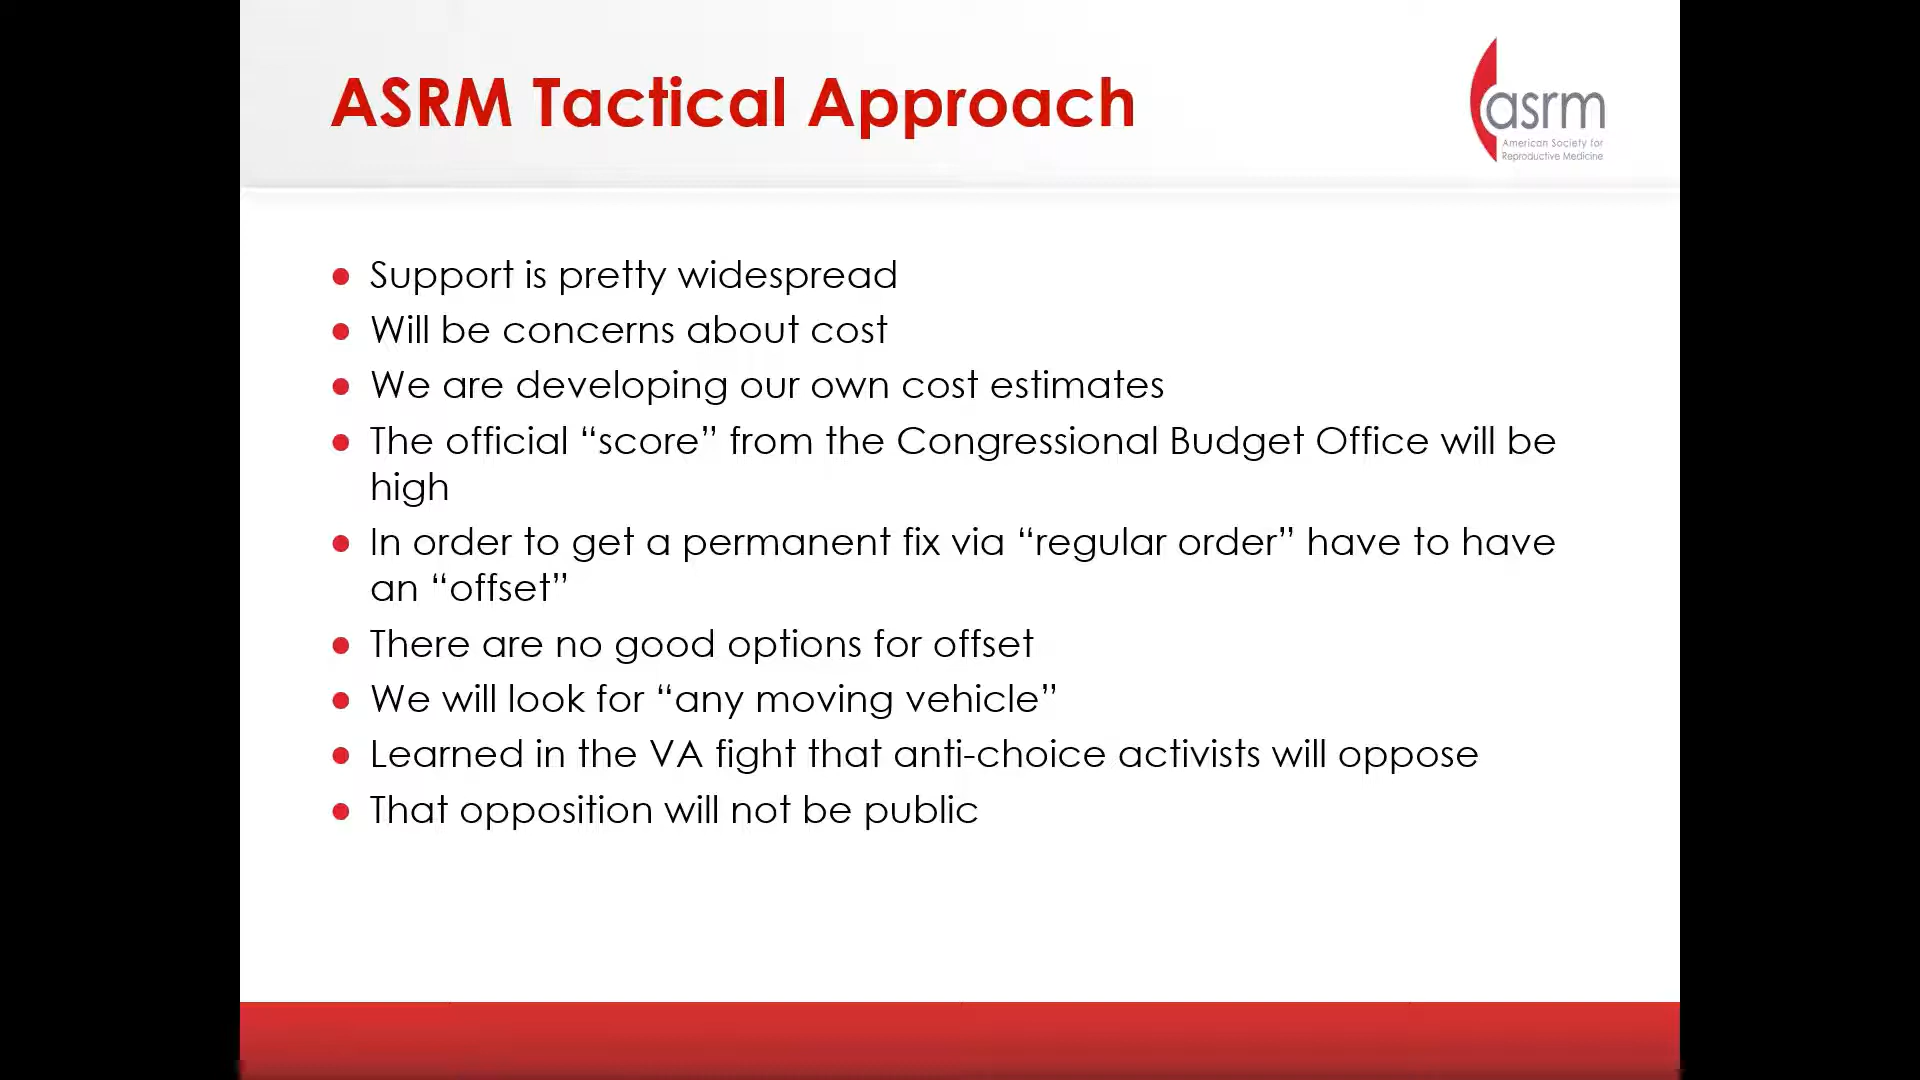 ASRM Tactical Approach
asrm
American Society for
Reproductive Medicine
● Support is pretty widespread
● Will be concerns about cost
● We are developing our own cost estimates
● The official “score” from the Congressional Budget Office will be
high
● In order to get a permanent fix via “regular order” have to have
an “offset”
● There are no good options for offset
● We will look for “any moving vehicle”
● Learned in the VA fight that anti-choice activists will oppose
● That opposition will not be public